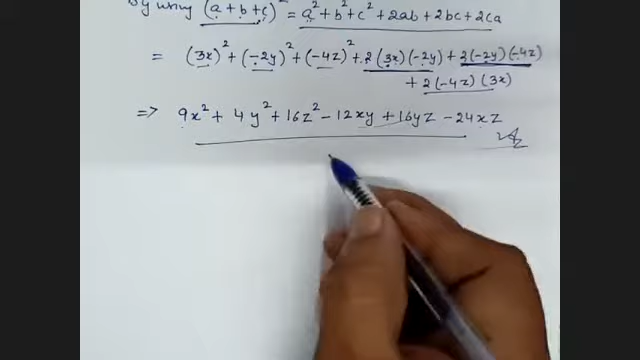 By using (a + b + c)² = a² + b² + c² + 2ab + 2bc + 2ca
= (3x)² + (-2y)² + (-4z)² + 2(3x)(-2y) + 2(-2y)(-4z)
+ 2(-4z)(3x)
=> 9x² + 4y² + 16z² - 12xy + 16yz - 24xz